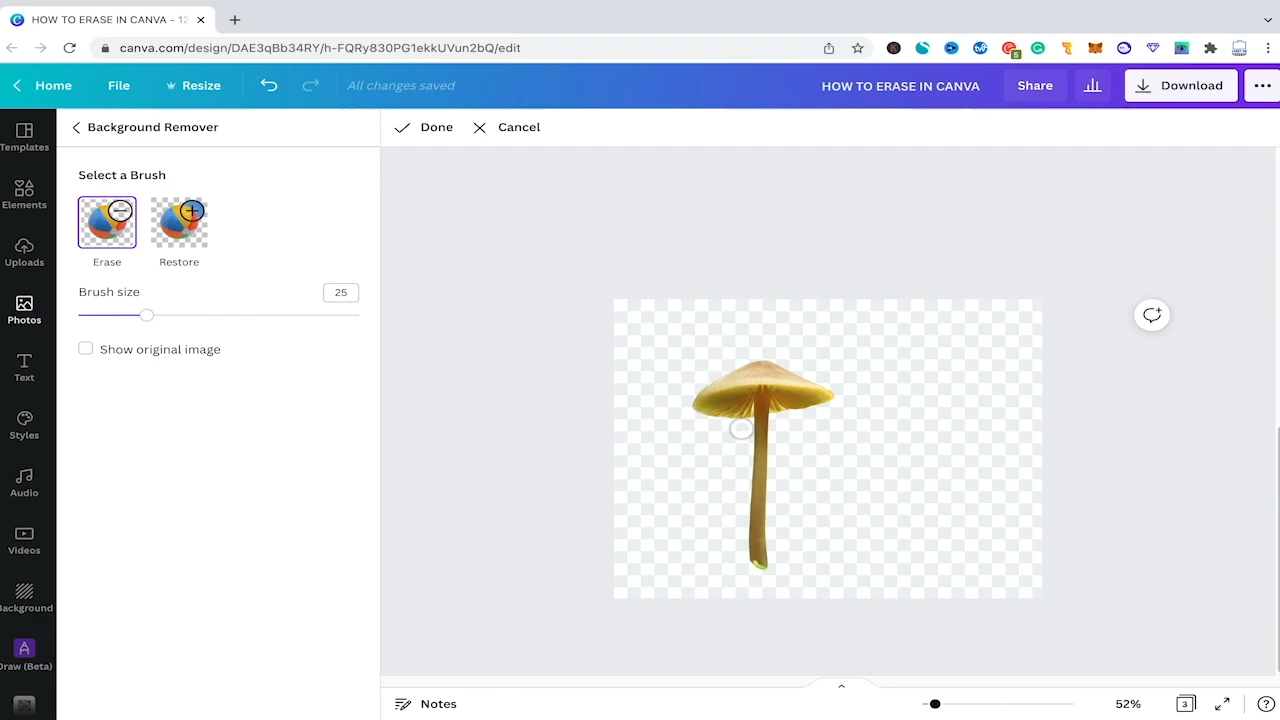 HOW TO ERASE IN CANVA - 12
canva.com/design/DAE3qBb34RY/h-FQRy830PG1ekkUVun2bQ/edit
5
Home
File
Resize
All changes saved
HOW TO ERASE IN CANVA
Share
Download
Templates
Elements
Uploads
Photos
Text
Styles
Audio
Videos
Background
Draw (Beta)
Background Remover
Done
Cancel
Select a Brush
Erase
Restore
Brush size
25
Show original image
Notes
52%
3